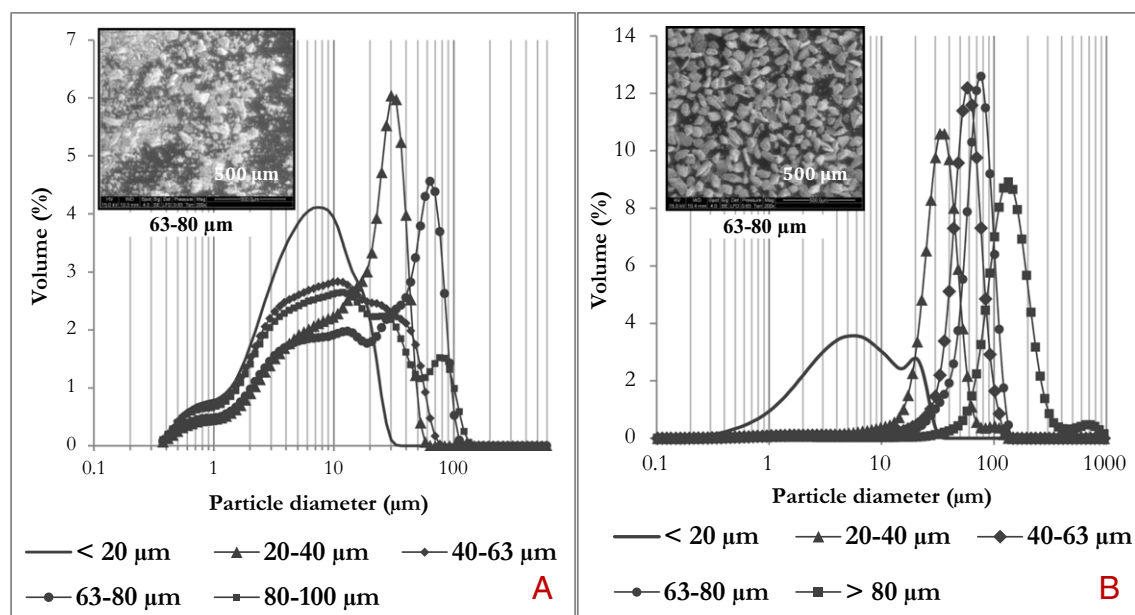 7
6
5
4
3
2
1
0
Volume (%)
500 µm
63-80 µm
0.1
1
10
100
Particle diameter (µm)
< 20 µm
20-40 µm
40-63 µm
63-80 µm
80-100 µm
A
14
12
10
8
6
4
2
0
Volume (%)
500 µm
63-80 µm
0.1
1
10
100
1000
Particle diameter (µm)
< 20 µm
20-40 µm
40-63 µm
63-80 µm
> 80 µm
B